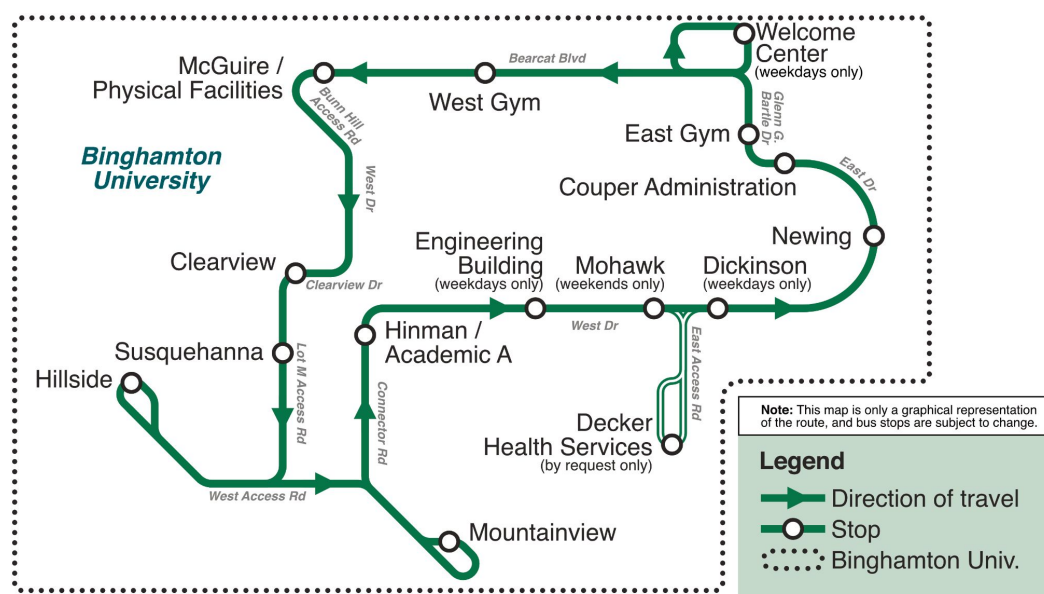 Welcome
Center
(weekdays only)
Bearcat Blvd
McGuire /
Physical Facilities
West Gym
Bunn Hill
Access Rd
Glenn G.
Bartle Dr
East Gym
Binghamton
University
Couper Administration
East Dr
West Dr
Newing
Clearview
Clearview Dr
Engineering
Building
(weekdays only)
Mohawk
(weekends only)
Dickinson
(weekdays only)
West Dr
Hinman /
Academic A
Susquehanna
Lot M Access Rd
Hillside
Connector Rd
East Access Rd
Decker
Health Services
(by request only)
West Access Rd
Mountainview
Note: This map is only a graphical representation
of the route, and bus stops are subject to change.
Legend
Direction of travel
Stop
Binghamton Univ.